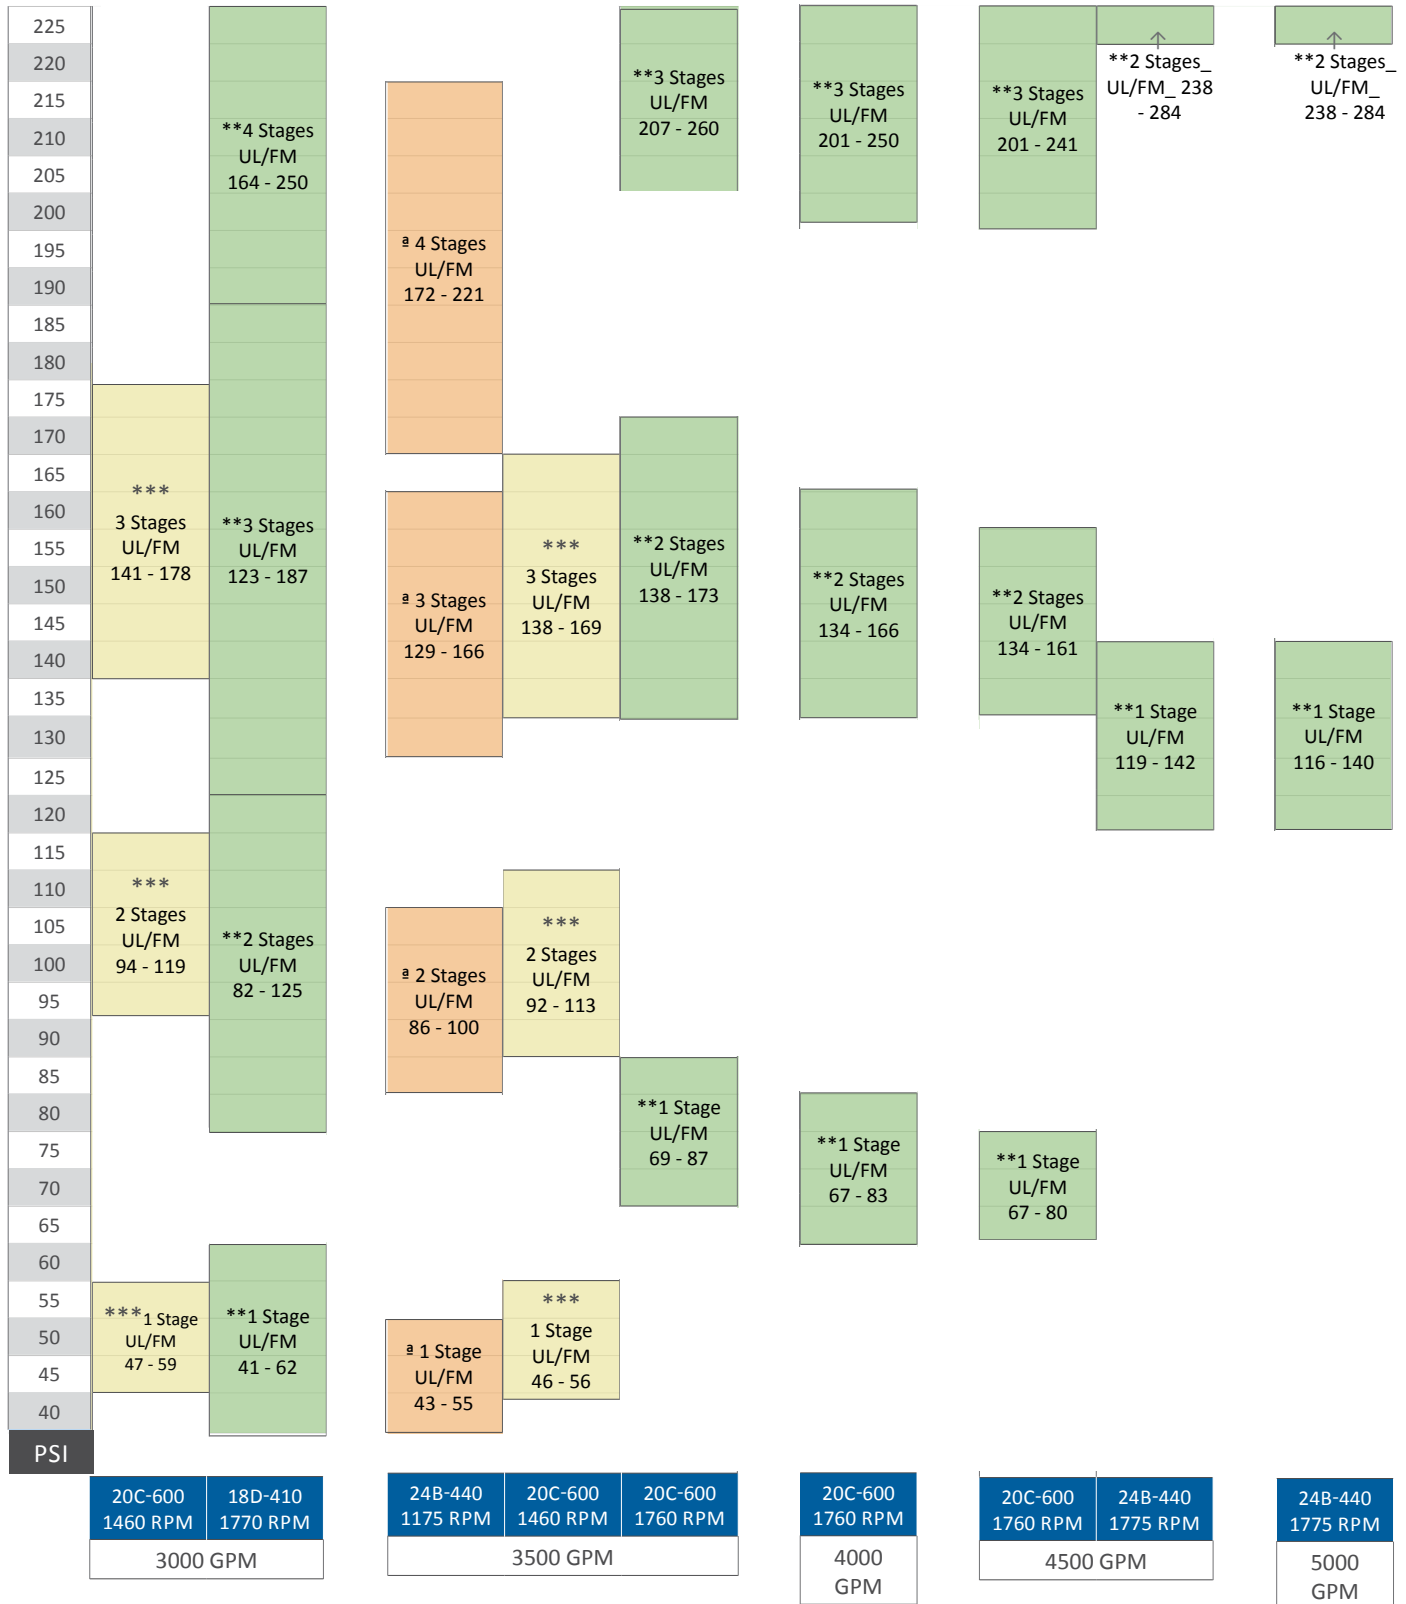 225
220
215
210
205
200
195
190
185
180
175
170
165
160
155
150
145
140
135
130
125
120
115
110
105
100
95
90
85
80
75
70
65
60
55
50
45
40
PSI
***
3 Stages
UL/FM
141 - 178
***
2 Stages
UL/FM
94 - 119
***1 Stage
UL/FM
47 - 59
**4 Stages
UL/FM
164 - 250
**3 Stages
UL/FM
123 - 187
**2 Stages
UL/FM
82 - 125
**1 Stage
UL/FM
41 - 62
ª 4 Stages
UL/FM
172 - 221
ª 3 Stages
UL/FM
129 - 166
ª 2 Stages
UL/FM
86 - 100
ª 1 Stage
UL/FM
43 - 55
***
3 Stages
UL/FM
138 - 169
***
2 Stages
UL/FM
92 - 113
***
1 Stage
UL/FM
46 - 56
**3 Stages
UL/FM
207 - 260
**2 Stages
UL/FM
138 - 173
**1 Stage
UL/FM
69 - 87
**3 Stages
UL/FM
201 - 250
**2 Stages
UL/FM
134 - 166
**1 Stage
UL/FM
67 - 83
**3 Stages
UL/FM
201 - 241
**2 Stages
UL/FM
134 - 161
**1 Stage
UL/FM
67 - 80
**2 Stages_
UL/FM_ 238
- 284
**1 Stage
UL/FM
119 - 142
**2 Stages_
UL/FM_
238 - 284
**1 Stage
UL/FM
116 - 140
20C-600
1460 RPM
18D-410
1770 RPM
3000 GPM
24B-440
1175 RPM
20C-600
1460 RPM
20C-600
1760 RPM
3500 GPM
20C-600
1760 RPM
4000
GPM
20C-600
1760 RPM
24B-440
1775 RPM
4500 GPM
24B-440
1775 RPM
5000
GPM